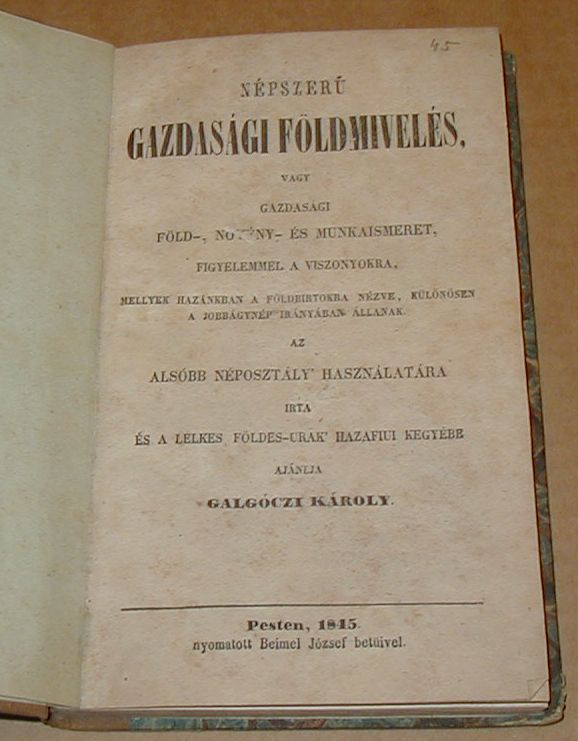 45
NÉPSZERŰ
GAZDASÁGI FÖLDMIVELÉS,
VAGY
GAZDASÁGI
FÖLD-, NÖVÉNY- ÉS MUNKAISMERET,
FIGYELEMMEL A VISZONYOKRA,
MELLYEK HAZÁNKBAN A FÖLDBIRTOKRA NÉZVE, KÜLÖNÖSEN
A JOBBÁGYNÉP IRÁNYÁBAN ÁLLANAK.
AZ
ALSÓBB NÉPOSZTÁLY' HASZNÁLATÁRA
IRTA
ÉS A LELKES FÖLDES-URAK' HAZAFIUI KEGYÉBE
AJÁNLJA
GALGÓCZI KÁROLY.
Pesten, 1845.
nyomatott Beimel József betüivel.